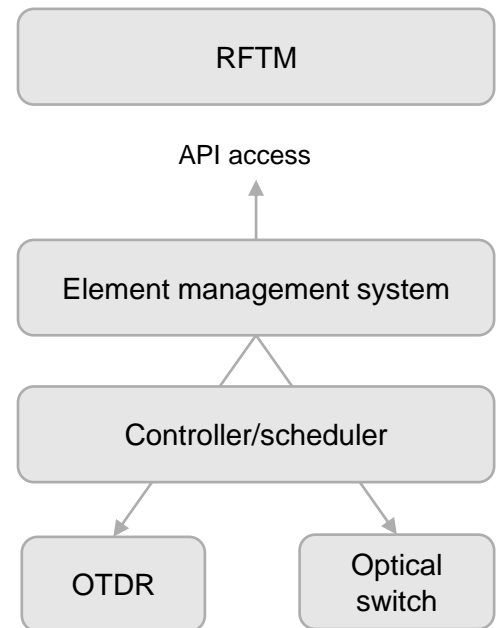 RFTM
API access
Element management system
Controller/scheduler
OTDR
Optical
switch